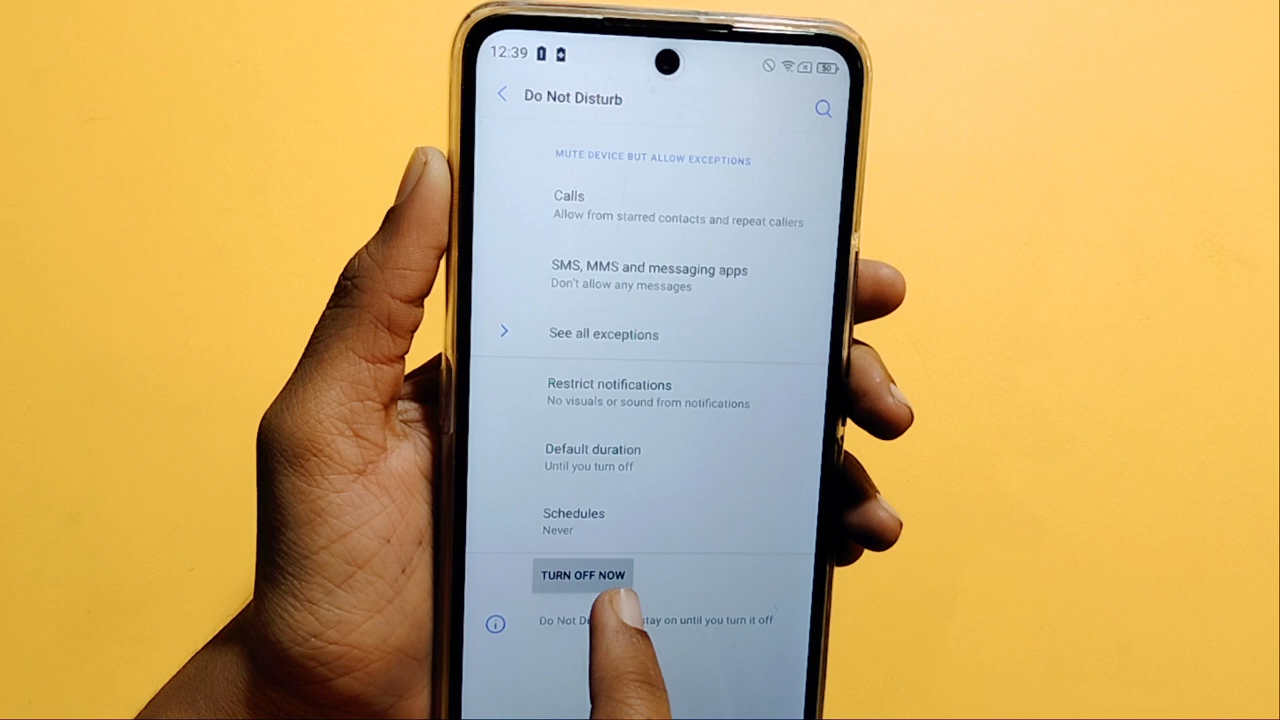 12:39
50
Do Not Disturb
MUTE DEVICE BUT ALLOW EXCEPTIONS
Calls
Allow from starred contacts and repeat callers
SMS, MMS and messaging apps
Don't allow any messages
See all exceptions
Restrict notifications
No visuals or sound from notifications
Default duration
Until you turn off
Schedules
Never
TURN OFF NOW
Do Not stay on until you turn it off